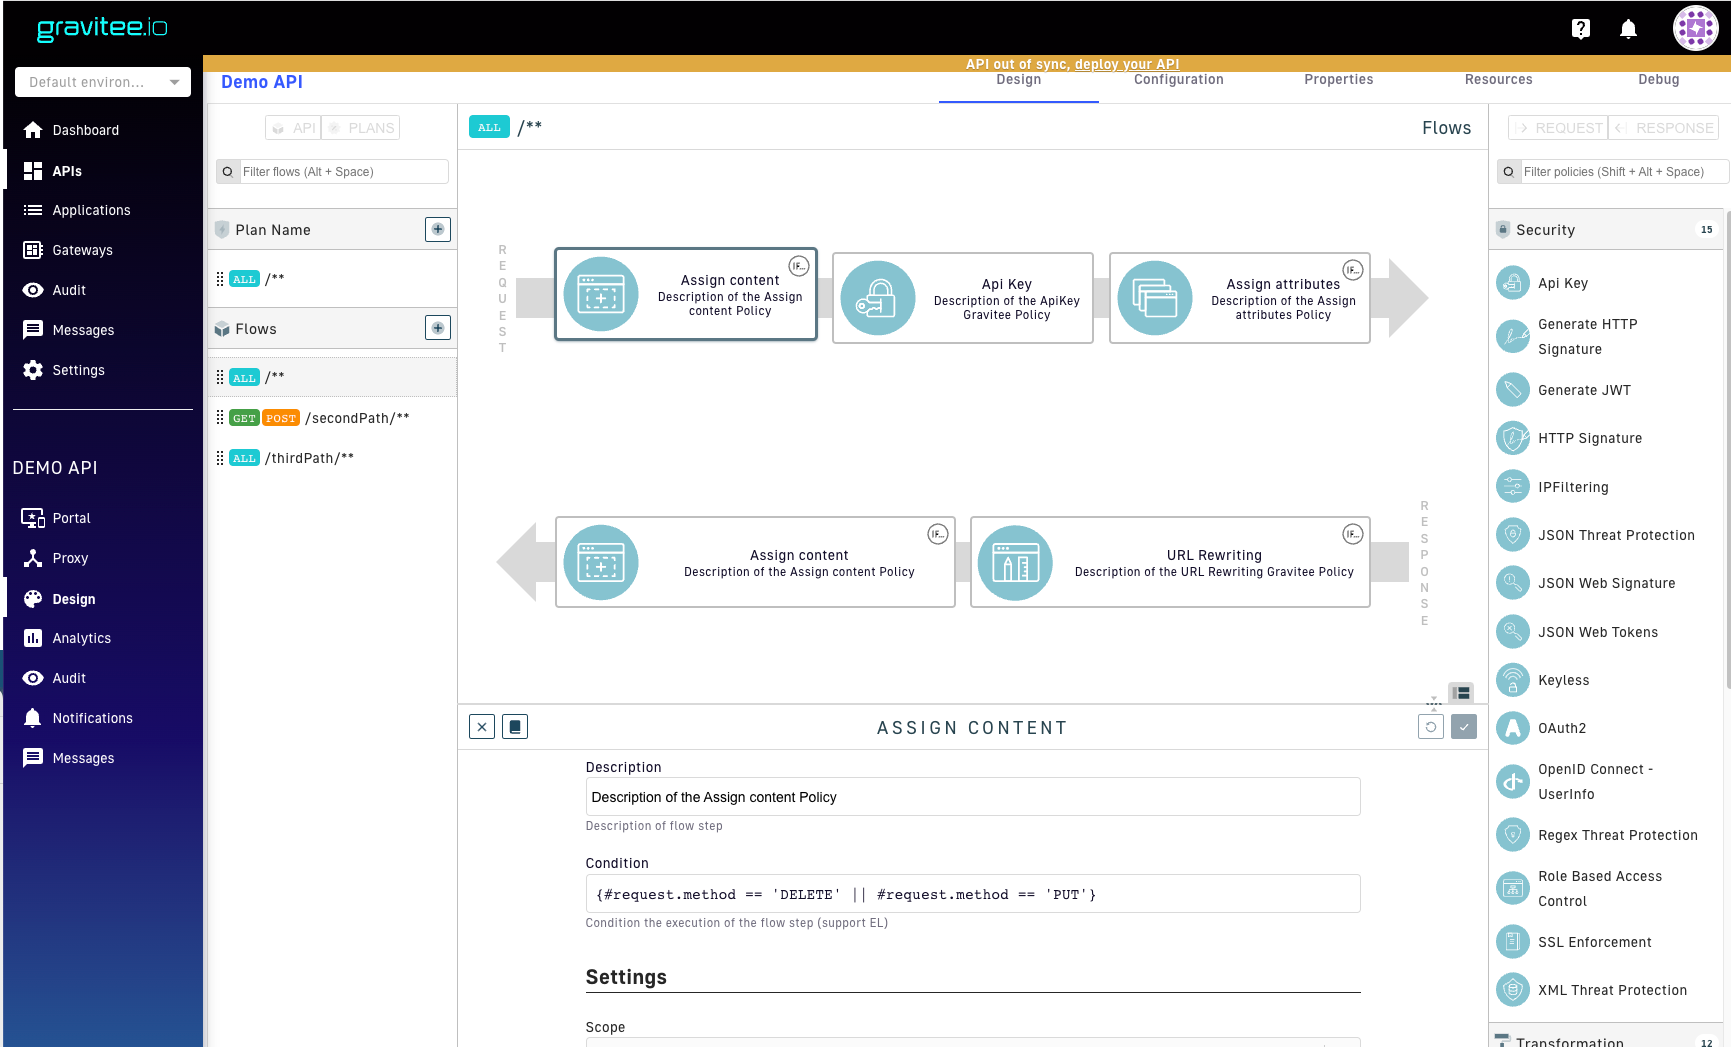 gravitee.io
Default environ...
Dashboard
APIs
Applications
Gateways
Audit
Messages
Settings
DEMO API
Portal
Proxy
Design
Analytics
Audit
Notifications
Messages
API out of sync, deploy your API
Demo API
Design
Configuration
Properties
Resources
Debug
API
PLANS
Filter flows (Alt + Space)
Plan Name
ALL /**
Flows
ALL /**
GET POST /secondPath/**
ALL /thirdPath/**
ALL /**
Flows
REQUEST
IF...
Assign content
Description of the Assign
content Policy
Api Key
Description of the ApiKey
Gravitee Policy
IF...
Assign attributes
Description of the Assign
attributes Policy
IF...
Assign content
Description of the Assign content Policy
IF...
URL Rewriting
Description of the URL Rewriting Gravitee Policy
RESPONSE
ASSIGN CONTENT
Description
Description of the Assign content Policy
Description of flow step
Condition
{#request.method == 'DELETE' || #request.method == 'PUT'}
Condition the execution of the flow step (support EL)
Settings
Scope
REQUEST
RESPONSE
Filter policies (Shift + Alt + Space)
Security 15
Api Key
Generate HTTP
Signature
Generate JWT
HTTP Signature
IPFiltering
JSON Threat Protection
JSON Web Signature
JSON Web Tokens
Keyless
OAuth2
OpenID Connect -
UserInfo
Regex Threat Protection
Role Based Access
Control
SSL Enforcement
XML Threat Protection
Transformation 12